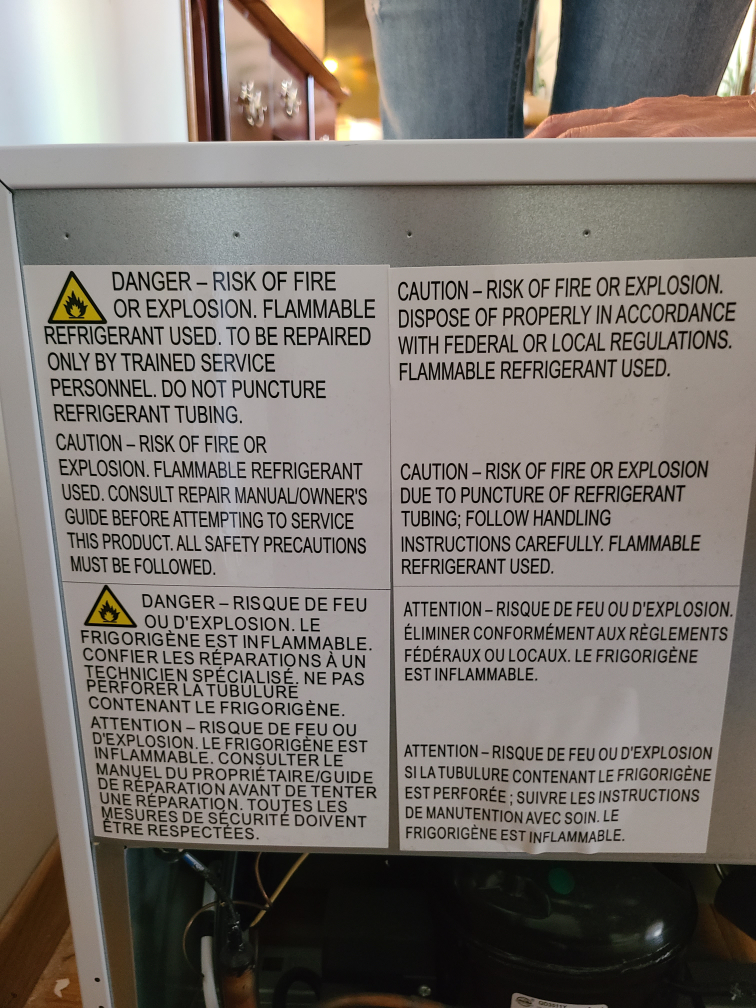 DANGER – RISK OF FIRE
OR EXPLOSION. FLAMMABLE
REFRIGERANT USED. TO BE REPAIRED
ONLY BY TRAINED SERVICE
PERSONNEL. DO NOT PUNCTURE
REFRIGERANT TUBING.
CAUTION – RISK OF FIRE OR
EXPLOSION. FLAMMABLE REFRIGERANT
USED. CONSULT REPAIR MANUAL/OWNER'S
GUIDE BEFORE ATTEMPTING TO SERVICE
THIS PRODUCT. ALL SAFETY PRECAUTIONS
MUST BE FOLLOWED.
CAUTION – RISK OF FIRE OR EXPLOSION.
DISPOSE OF PROPERLY IN ACCORDANCE
WITH FEDERAL OR LOCAL REGULATIONS.
FLAMMABLE REFRIGERANT USED.
CAUTION – RISK OF FIRE OR EXPLOSION
DUE TO PUNCTURE OF REFRIGERANT
TUBING; FOLLOW HANDLING
INSTRUCTIONS CAREFULLY. FLAMMABLE
REFRIGERANT USED.
DANGER – RISQUE DE FEU
OU D'EXPLOSION. LE
FRIGORIGÈNE EST INFLAMMABLE.
CONFIER LES RÉPARATIONS À UN
TECHNICIEN SPÉCIALISÉ. NE PAS
PERFORER LA TUBULURE
CONTENANT LE FRIGORIGÈNE.
ATTENTION – RISQUE DE FEU OU
D'EXPLOSION. LE FRIGORIGÈNE EST
INFLAMMABLE. CONSULTER LE
MANUEL DU PROPRIÉTAIRE/GUIDE
DE RÉPARATION AVANT DE TENTER
UNE RÉPARATION. TOUTES LES
MESURES DE SÉCURITÉ DOIVENT
ÊTRE RESPECTÉES.
ATTENTION – RISQUE DE FEU OU D'EXPLOSION.
ÉLIMINER CONFORMÉMENT AUX RÈGLEMENTS
FÉDÉRAUX OU LOCAUX. LE FRIGORIGÈNE
EST INFLAMMABLE.
ATTENTION – RISQUE DE FEU OU D'EXPLOSION
SI LA TUBULURE CONTENANT LE FRIGORIGÈNE
EST PERFORÉE ; SUIVRE LES INSTRUCTIONS
DE MANUTENTION AVEC SOIN. LE
FRIGORIGÈNE EST INFLAMMABLE.